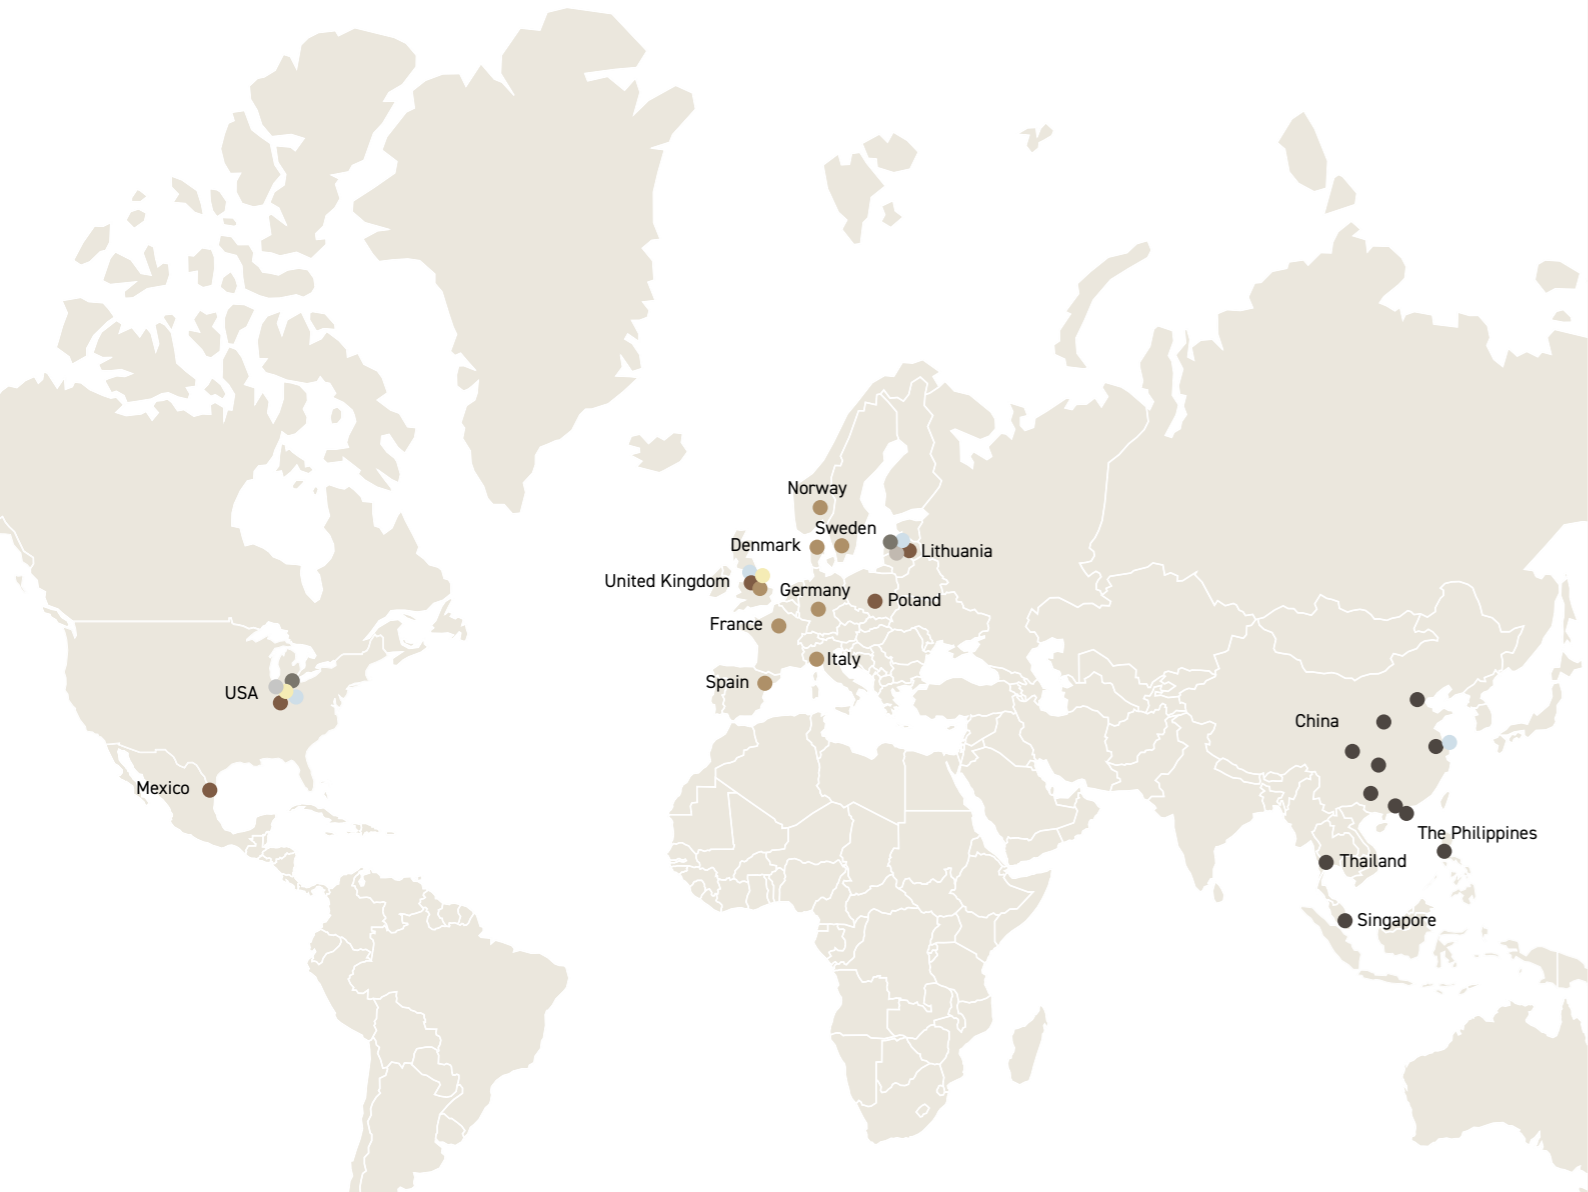 Norway
Sweden
Denmark
Lithuania
United Kingdom
Germany
Poland
France
Italy
Spain
USA
China
Mexico
The Philippines
Thailand
Singapore